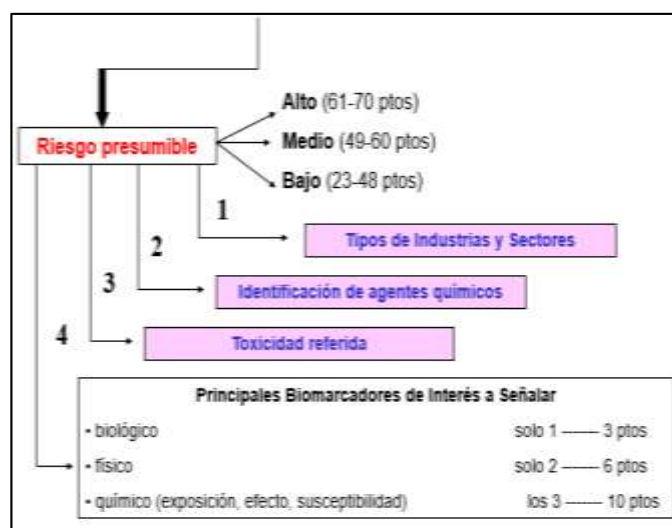 Alto (61-70 ptos)
Riesgo presumible
Medio (49-60 ptos)
Bajo (23-48 ptos)
1
Tipos de Industrias y Sectores
2
Identificación de agentes químicos
3
Toxicidad referida
4
Principales Biomarcadores de Interés a Señalar
- biológico solo 1 ------- 3 ptos
- físico solo 2 ------- 6 ptos
- químico (exposición, efecto, susceptibilidad) los 3 ------- 10 ptos